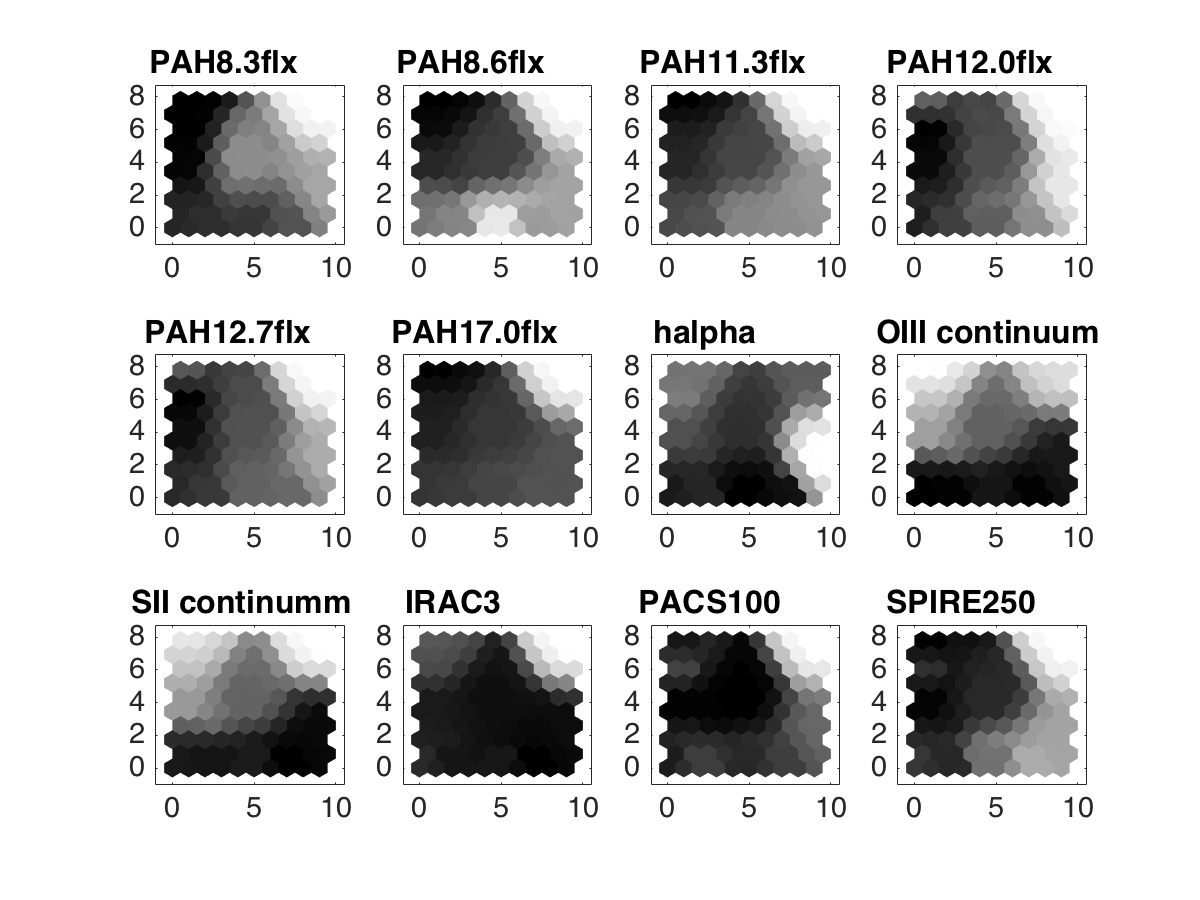 PAH8.3flx PAH8.6flx PAH11.3flx PAH12.0flx
8 8 8 8
6 6 6 6
4 4 4 4
2 2 2 2
0 0 0 0
0 5 10 0 5 10 0 5 10 0 5 10
PAH12.7flx PAH17.0flx halpha OIII continuum
8 8 8 8
6 6 6 6
4 4 4 4
2 2 2 2
0 0 0 0
0 5 10 0 5 10 0 5 10 0 5 10
SII continumm IRAC3 PACS100 SPIRE250
8 8 8 8
6 6 6 6
4 4 4 4
2 2 2 2
0 0 0 0
0 5 10 0 5 10 0 5 10 0 5 10